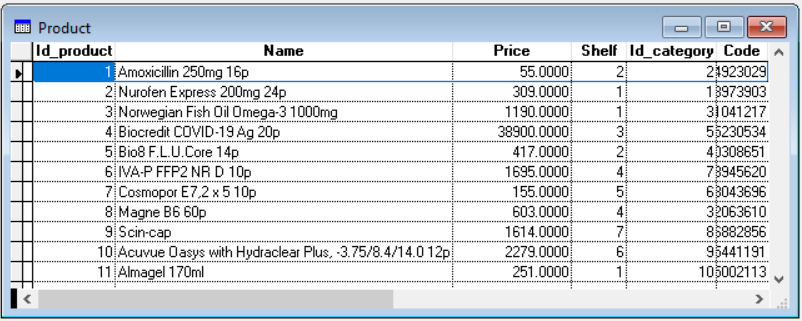 Product
Id_product Name Price Shelf Id_category Code
1 Amoxicillin 250mg 16p 55.0000 2 2 4923029
2 Nurofen Express 200mg 24p 309.0000 1 1
3 Norwegian Fish Oil Omega-3 1000mg 1190.0000 1 3 1041217
4 Biocredit COVID-19 Ag 20p 38900.0000 3 5 5230534
5 Bio8 F.L.U.Core 14p 417.0000 2 4 0308651
6 IVA-P FFP2 NR D 10p 1695.0000 4 7
7 Cosmopor E7,2 x 5 10p 155.0000 5 6
8 Magne B6 60p 603.0000 4 3 2063610
9 Scin-cap 1614.0000 7 8
10 Acuvue Oasys with Hydraclear Plus, -3.75/8.4/14.0 12p 2279.0000 6 9 5441191
11 Almagel 170ml 251.0000 1 10